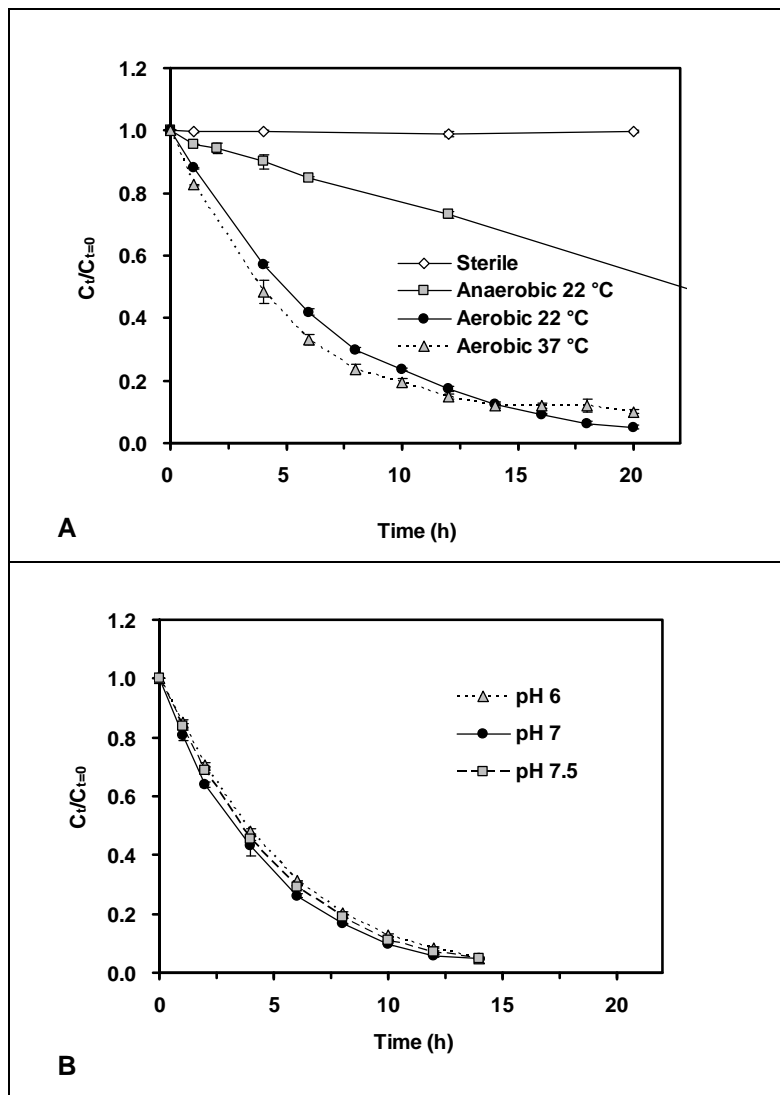 1.2
1.0
0.8
0.6
0.4
0.2
0.0
Cₜ/Cₜ₌₀
Sterile
Anaerobic 22 °C
Aerobic 22 °C
Aerobic 37 °C
0 5 10 15 20
Time (h)
A
1.2
1.0
0.8
0.6
0.4
0.2
0.0
Cₜ/Cₜ₌₀
pH 6
pH 7
pH 7.5
0 5 10 15 20
Time (h)
B